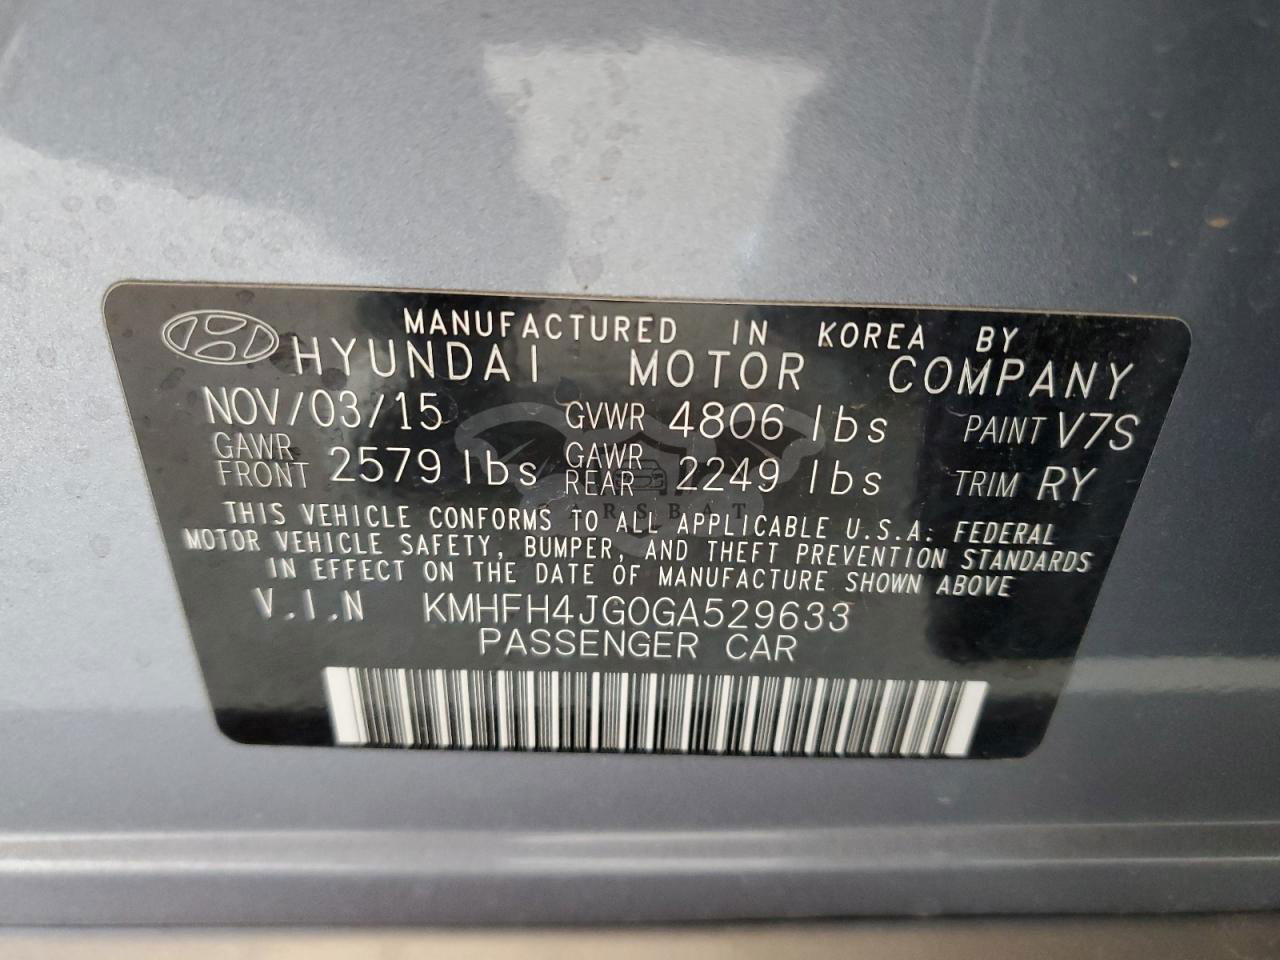 MANUFACTURED IN KOREA BY
HYUNDAI MOTOR COMPANY
NOV/03/15 GVWR 4806 lbs PAINT V7S
GAWR FRONT 2579 lbs GAWR REAR 2249 lbs TRIM RY
THIS VEHICLE CONFORMS TO ALL APPLICABLE U.S.A. FEDERAL
MOTOR VEHICLE SAFETY, BUMPER, AND THEFT PREVENTION STANDARDS
IN EFFECT ON THE DATE OF MANUFACTURE SHOWN ABOVE
V.I.N KMHFH4JG0GA529633
PASSENGER CAR
CARSBAT